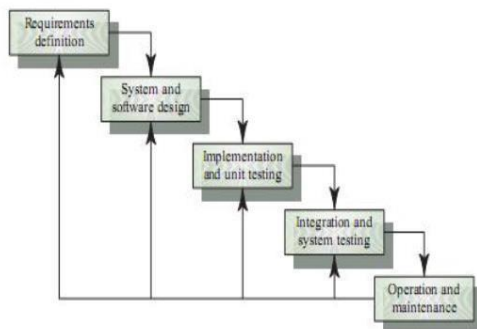 Requirements
definition
System and
software design
Implementation
and unit testing
Integration and
system testing
Operation and
maintenance